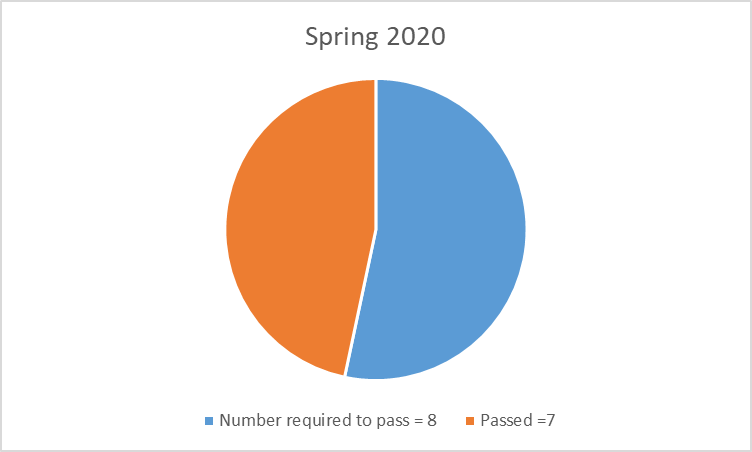 Spring 2020
Number required to pass = 8 Passed =7